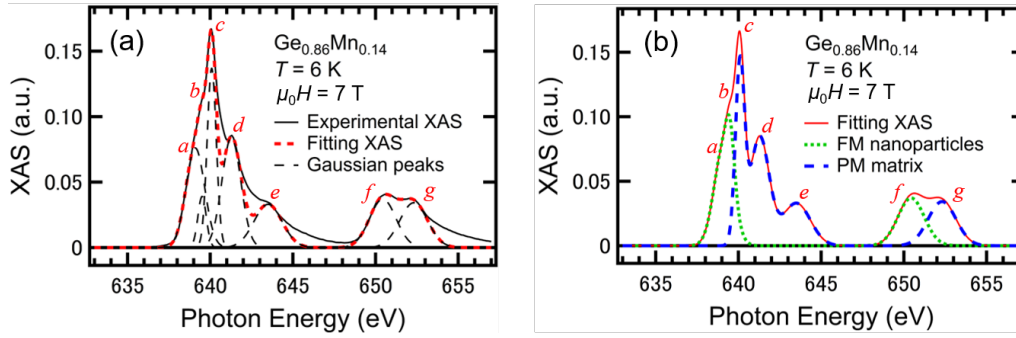 (a)
Ge0.86Mn0.14
T = 6 K
μ0H = 7 T
Experimental XAS
Fitting XAS
Gaussian peaks
a
b
c
d
e
f
g
XAS (a.u.)
0.15
0.10
0.05
0
635
640
645
650
655
Photon Energy (eV)
(b)
Ge0.86Mn0.14
T = 6 K
μ0H = 7 T
Fitting XAS
FM nanoparticles
PM matrix
a
b
c
d
e
f
g
XAS (a.u.)
0.15
0.10
0.05
0
635
640
645
650
655
Photon Energy (eV)